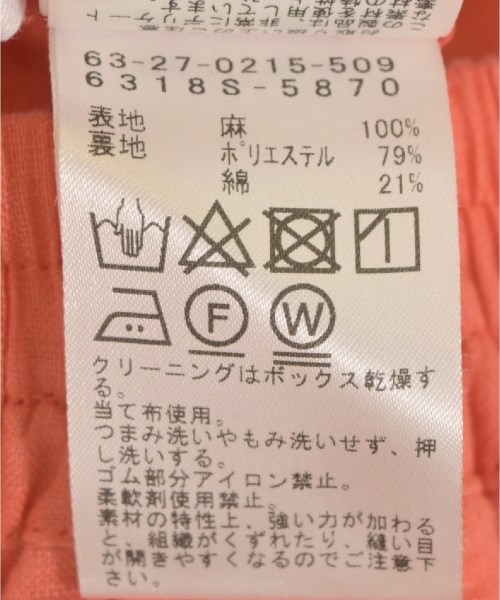 63-27-0215-509
6318S-5870
表地 麻 100%
裏地 ポリエステル 79%
綿 21%
F W
クリーニングはボックス乾燥す
る。
当て布使用。
つまみ洗いやもみ洗いせず、押
し洗いする。
ゴム部分アイロン禁止。
柔軟剤使用禁止。
素材の特性上、強い力が加わる
と、組織がくずれたり、縫い目
が開きやすくなるのでご注意下
さい。